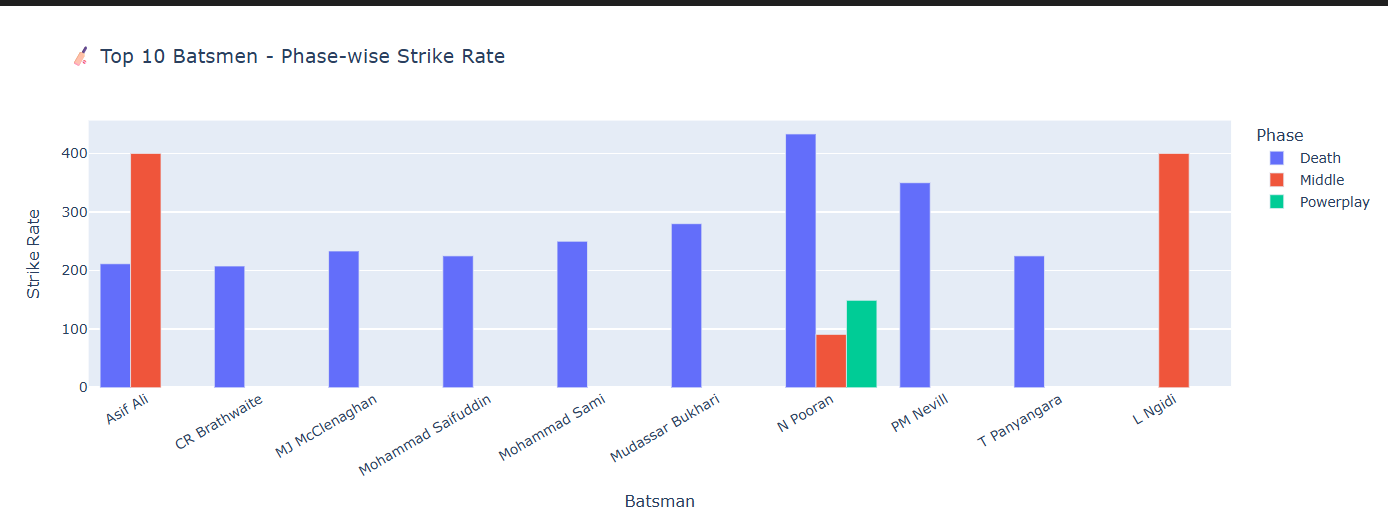 Top 10 Batsmen - Phase-wise Strike Rate
Phase
Death
Middle
Powerplay
Strike Rate
400
300
200
100
0
Asif Ali
CR Brathwaite
MJ McClenaghan
Mohammad Saifuddin
Mohammad Sami
Mudassar Bukhari
N Pooran
PM Nevill
T Panyangara
L Ngidi
Batsman